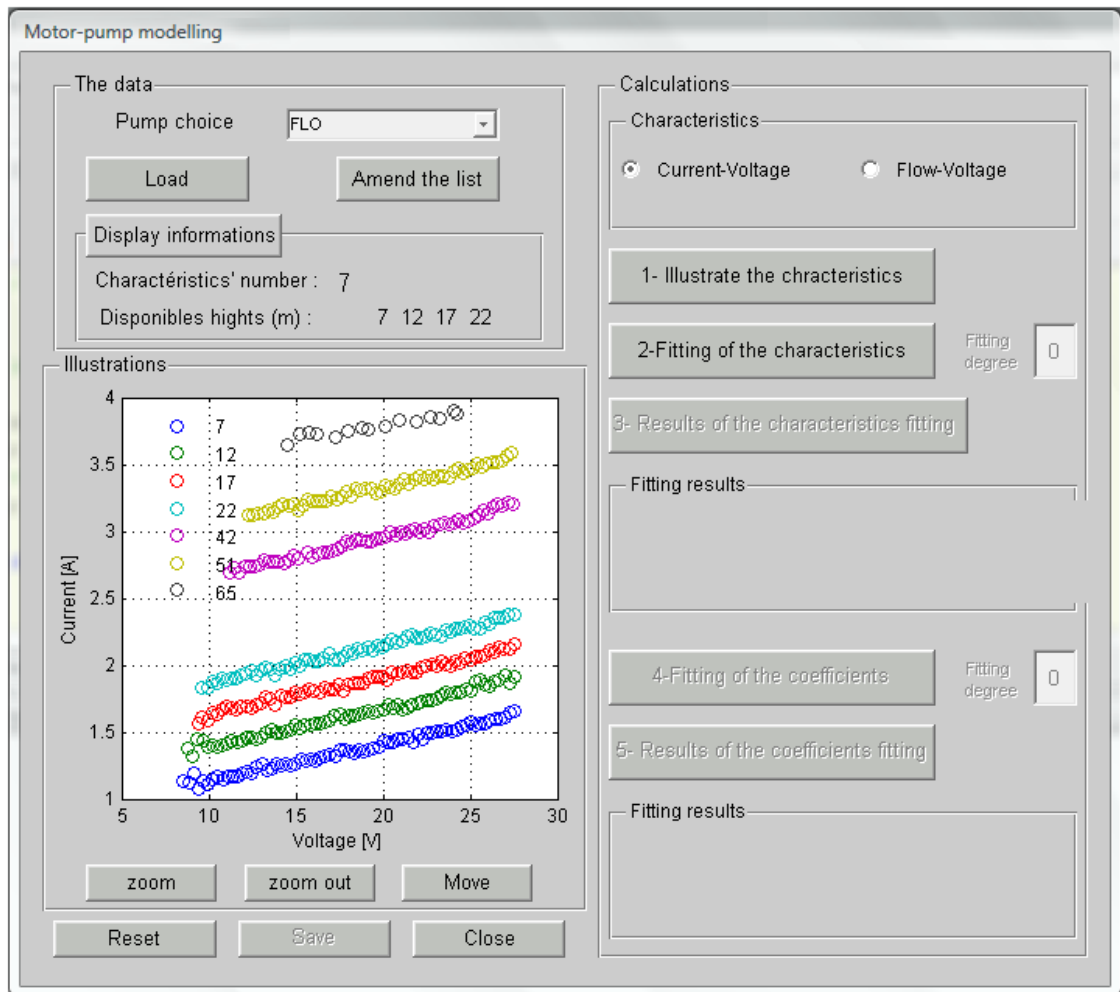 Motor-pump modelling
The data
Pump choice
FLO
Load
Amend the list
Display informations
Charactéristics' number : 7
Disponibles hights (m) : 7 12 17 22
Illustrations
4
3.5
3
2.5
2
1.5
1
Current [A]
7
12
17
22
42
51
65
5 10 15 20 25 30
Voltage [V]
zoom
zoom out
Move
Reset
Save
Close
Calculations
Characteristics
Current-Voltage
Flow-Voltage
1- Illustrate the chracteristics
2-Fitting of the characteristics
Fitting
degree
0
3- Results of the characteristics fitting
Fitting results
4-Fitting of the coefficients
Fitting
degree
0
5- Results of the coefficients fitting
Fitting results